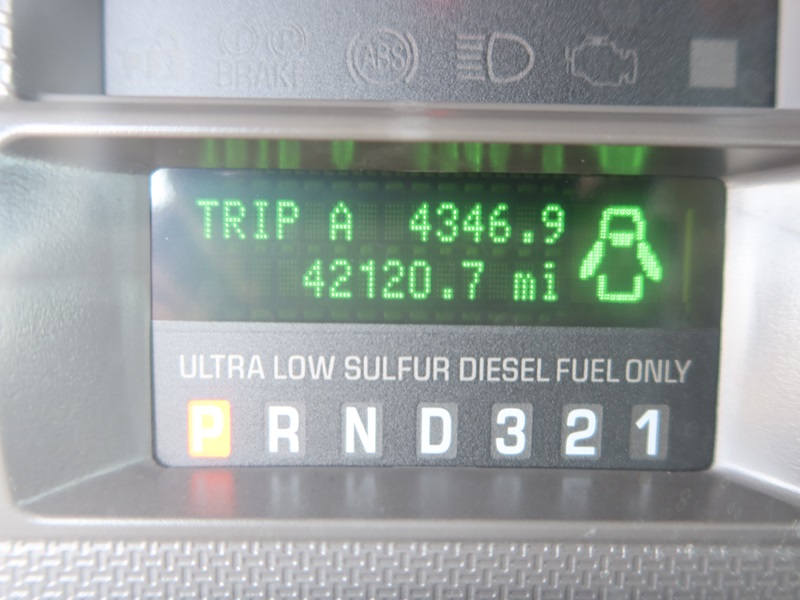 (P)
BRAKE
(ABS)
TRIP A 4346.9
42120.7 mi
ULTRA LOW SULFUR DIESEL FUEL ONLY
P R N D 3 2 1